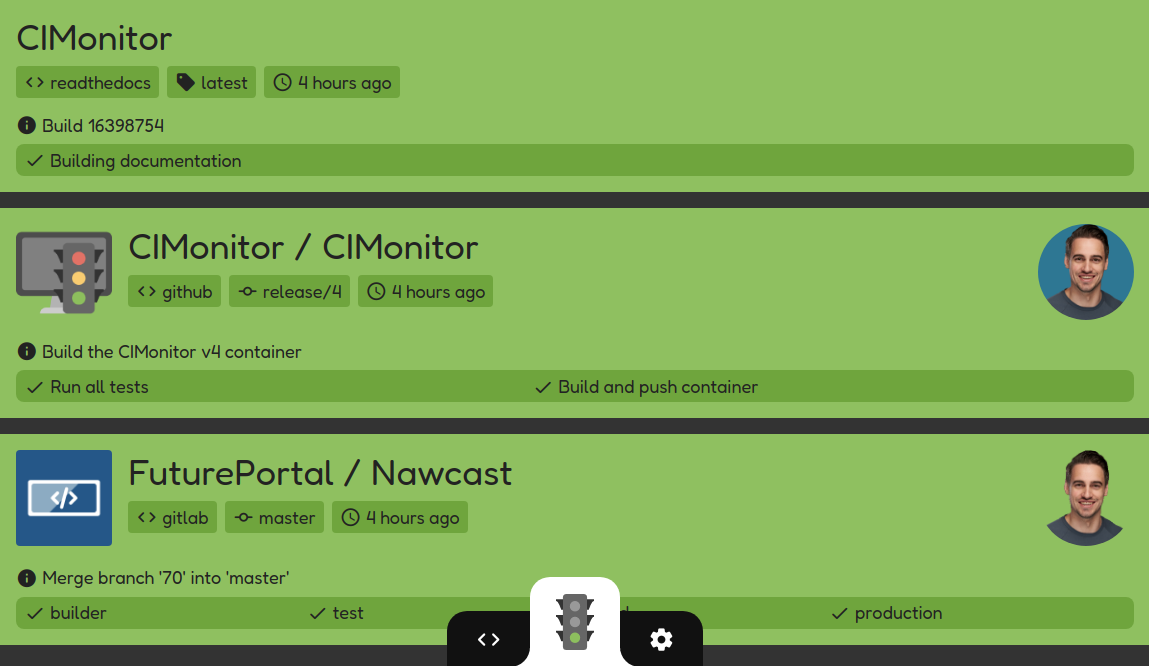 CIMonitor
readthedocs latest 4 hours ago
Build 16398754
Building documentation
CIMonitor / CIMonitor
github release/4 4 hours ago
Build the CIMonitor v4 container
Run all tests Build and push container
FuturePortal / Nawcast
gitlab master 4 hours ago
Merge branch '70' into 'master'
builder test production